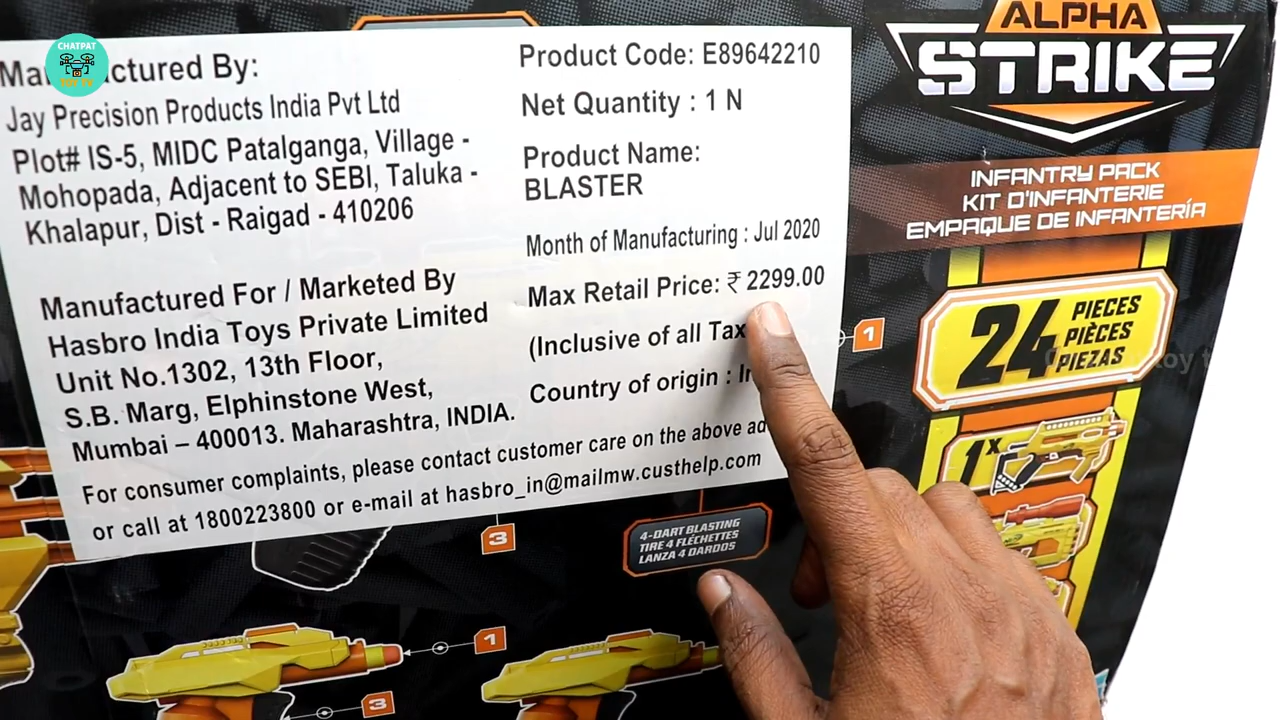 CHATPAT
TOY TV
Manufactured By:
Jay Precision Products India Pvt Ltd
Plot# IS-5, MIDC Patalganga, Village -
Mohopada, Adjacent to SEBI, Taluka -
Khalapur, Dist - Raigad - 410206
Manufactured For / Marketed By
Hasbro India Toys Private Limited
Unit No.1302, 13th Floor,
S.B. Marg, Elphinstone West,
Mumbai – 400013. Maharashtra, INDIA.
Product Code: E89642210
Net Quantity : 1 N
Product Name:
BLASTER
Month of Manufacturing : Jul 2020
Max Retail Price: ₹ 2299.00
(Inclusive of all Tax
Country of origin :
For consumer complaints, please contact customer care on the above
or call at 1800223800 or e-mail at hasbro_in@mailmw.custhelp.com
ALPHA
STRIKE
INFANTRY PACK
KIT D'INFANTERIE
EMPAQUE DE INFANTERÍA
24 PIECES
PIÈCES
PIEZAS
1X
1
3
4-DART BLASTING
TIRE 4 FLÉCHETTES
LANZA 4 DARDOS
1
3